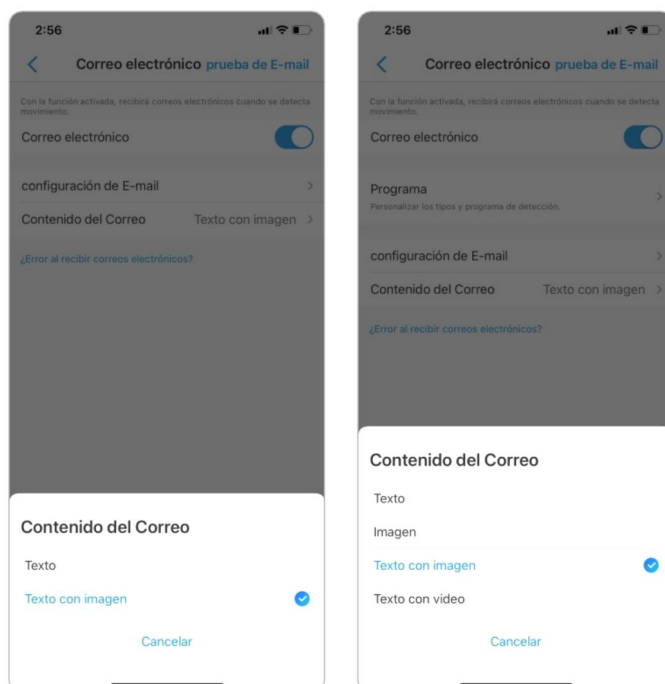 2:56
Correo electrónico prueba de E-mail
Con la función activada, recibirá correos electrónicos cuando se detecta
movimiento.
Correo electrónico
configuración de E-mail
Contenido del Correo Texto con imagen
¿Error al recibir correos electrónicos?
Contenido del Correo
Texto
Texto con imagen
Cancelar
2:56
Correo electrónico prueba de E-mail
Con la función activada, recibirá correos electrónicos cuando se detecta
movimiento.
Correo electrónico
Programa
Personalizar los tipos y programa de detección.
configuración de E-mail
Contenido del Correo Texto con imagen
¿Error al recibir correos electrónicos?
Contenido del Correo
Texto
Imagen
Texto con imagen
Texto con video
Cancelar